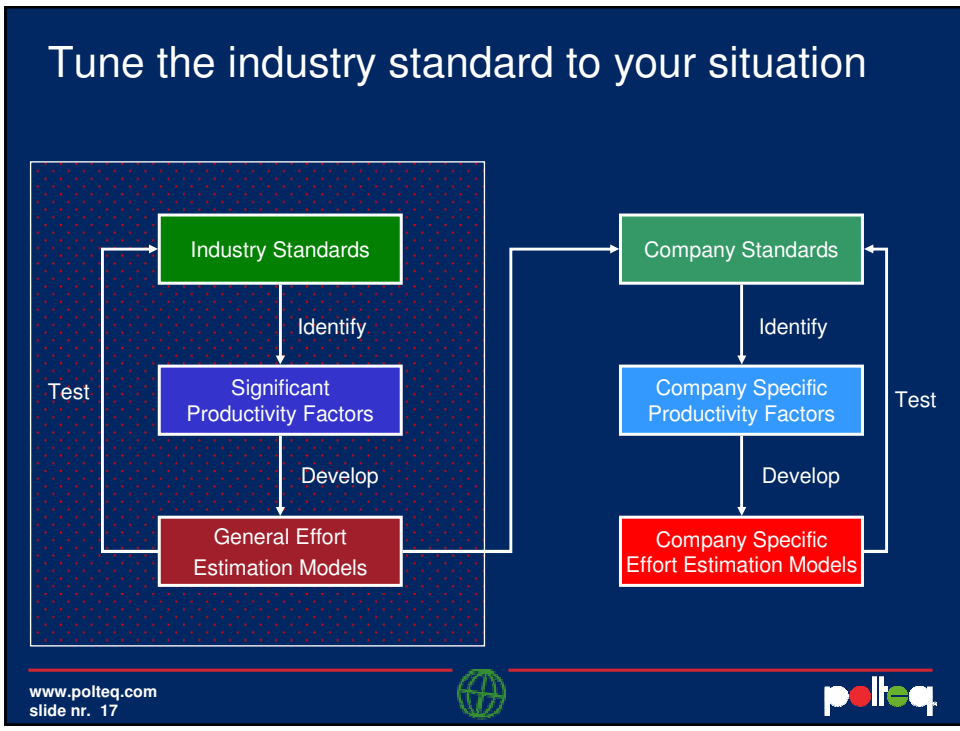 Tune the industry standard to your situation
Industry Standards
Identify
Significant
Productivity Factors
Test
Develop
General Effort
Estimation Models
Company Standards
Identify
Company Specific
Productivity Factors
Test
Develop
Company Specific
Effort Estimation Models
www.polteq.com
slide nr. 17
polteq